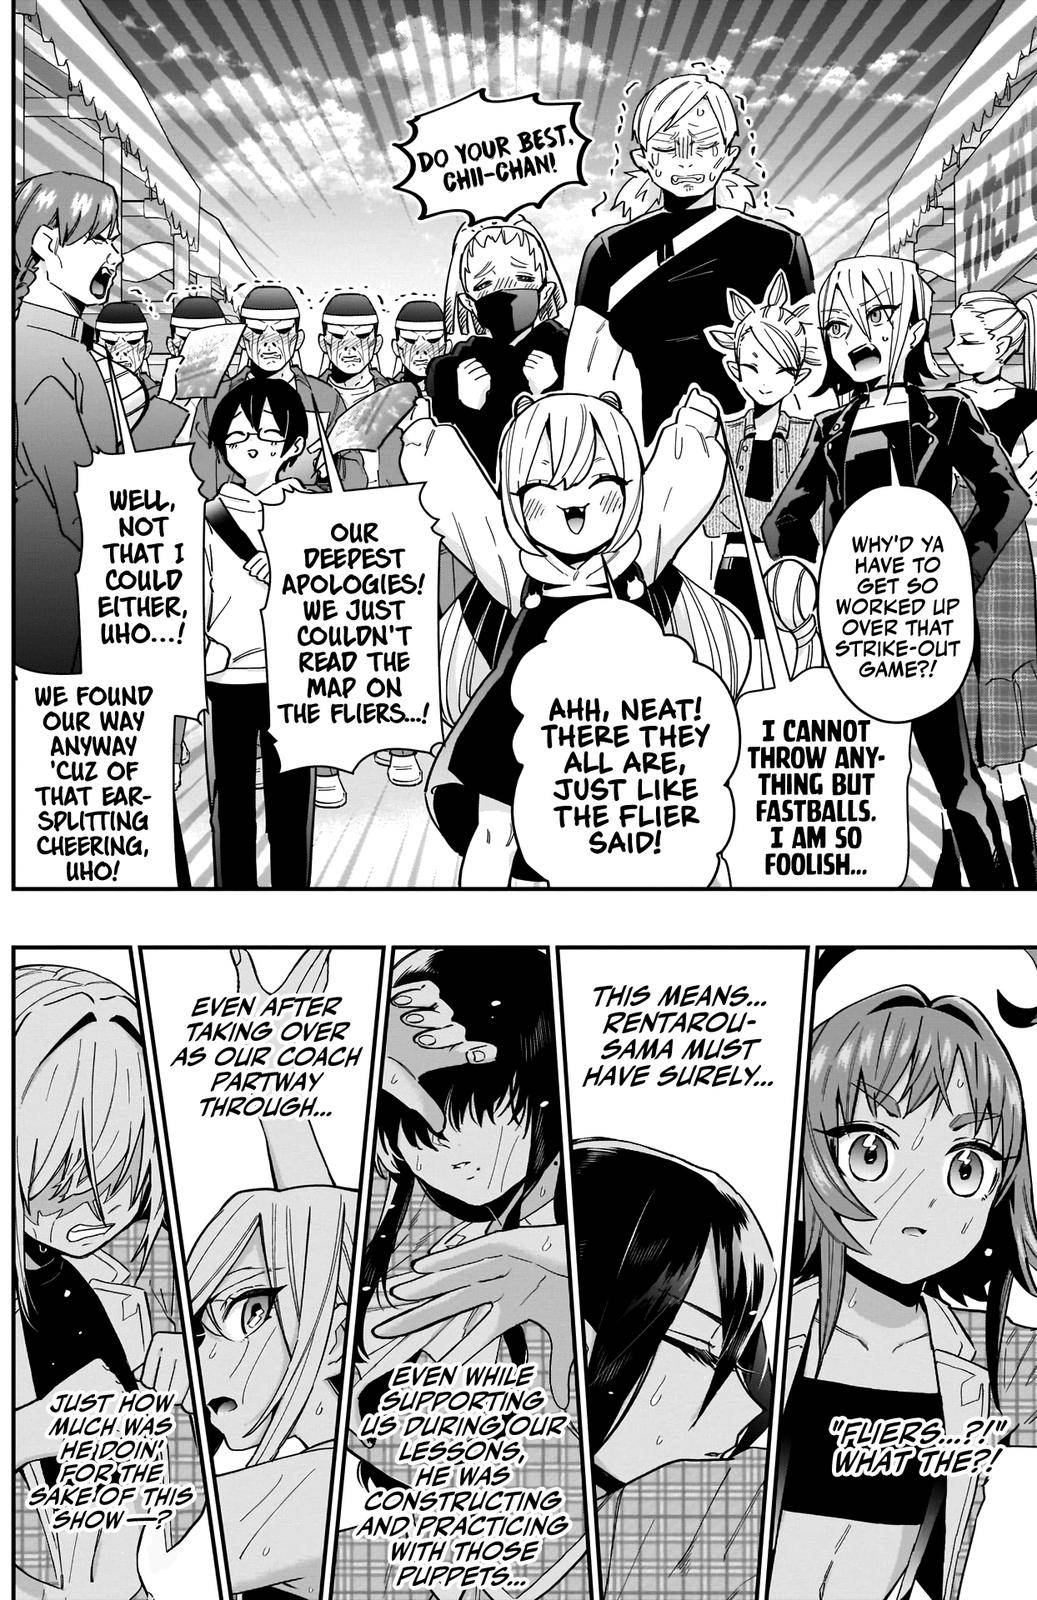 DO YOUR BEST,
CHII-CHAN!
WHY'D YA
HAVE TO
GET SO
WORKED UP
OVER THAT
STRIKE-OUT
GAME?!
I CANNOT
THROW ANY-
THING BUT
FASTBALLS.
I AM SO
FOOLISH...
AHH, NEAT!
THERE THEY
ALL ARE,
JUST LIKE
THE FLIER
SAID!
OUR
DEEPEST
APOLOGIES!
WE JUST
COULDN'T
READ THE
MAP ON
THE FLIERS...!
WELL,
NOT
THAT I
COULD
EITHER,
UHO...!
WE FOUND
OUR WAY
ANYWAY
'CUZ OF
THAT EAR-
SPLITTING
CHEERING,
UHO!
"FLIERS...?!"
WHAT THE?!
THIS MEANS...
RENTAROU-
SAMA MUST
HAVE SURELY...
EVEN WHILE
SUPPORTING
US DURING OUR
LESSONS,
HE WAS
CONSTRUCTING
AND PRACTICING
WITH THOSE
PUPPETS...
EVEN AFTER
TAKING OVER
AS OUR COACH
PARTWAY
THROUGH...
JUST HOW
MUCH WAS
HE DOIN'
FOR THE
SAKE OF THIS
SHOW—?